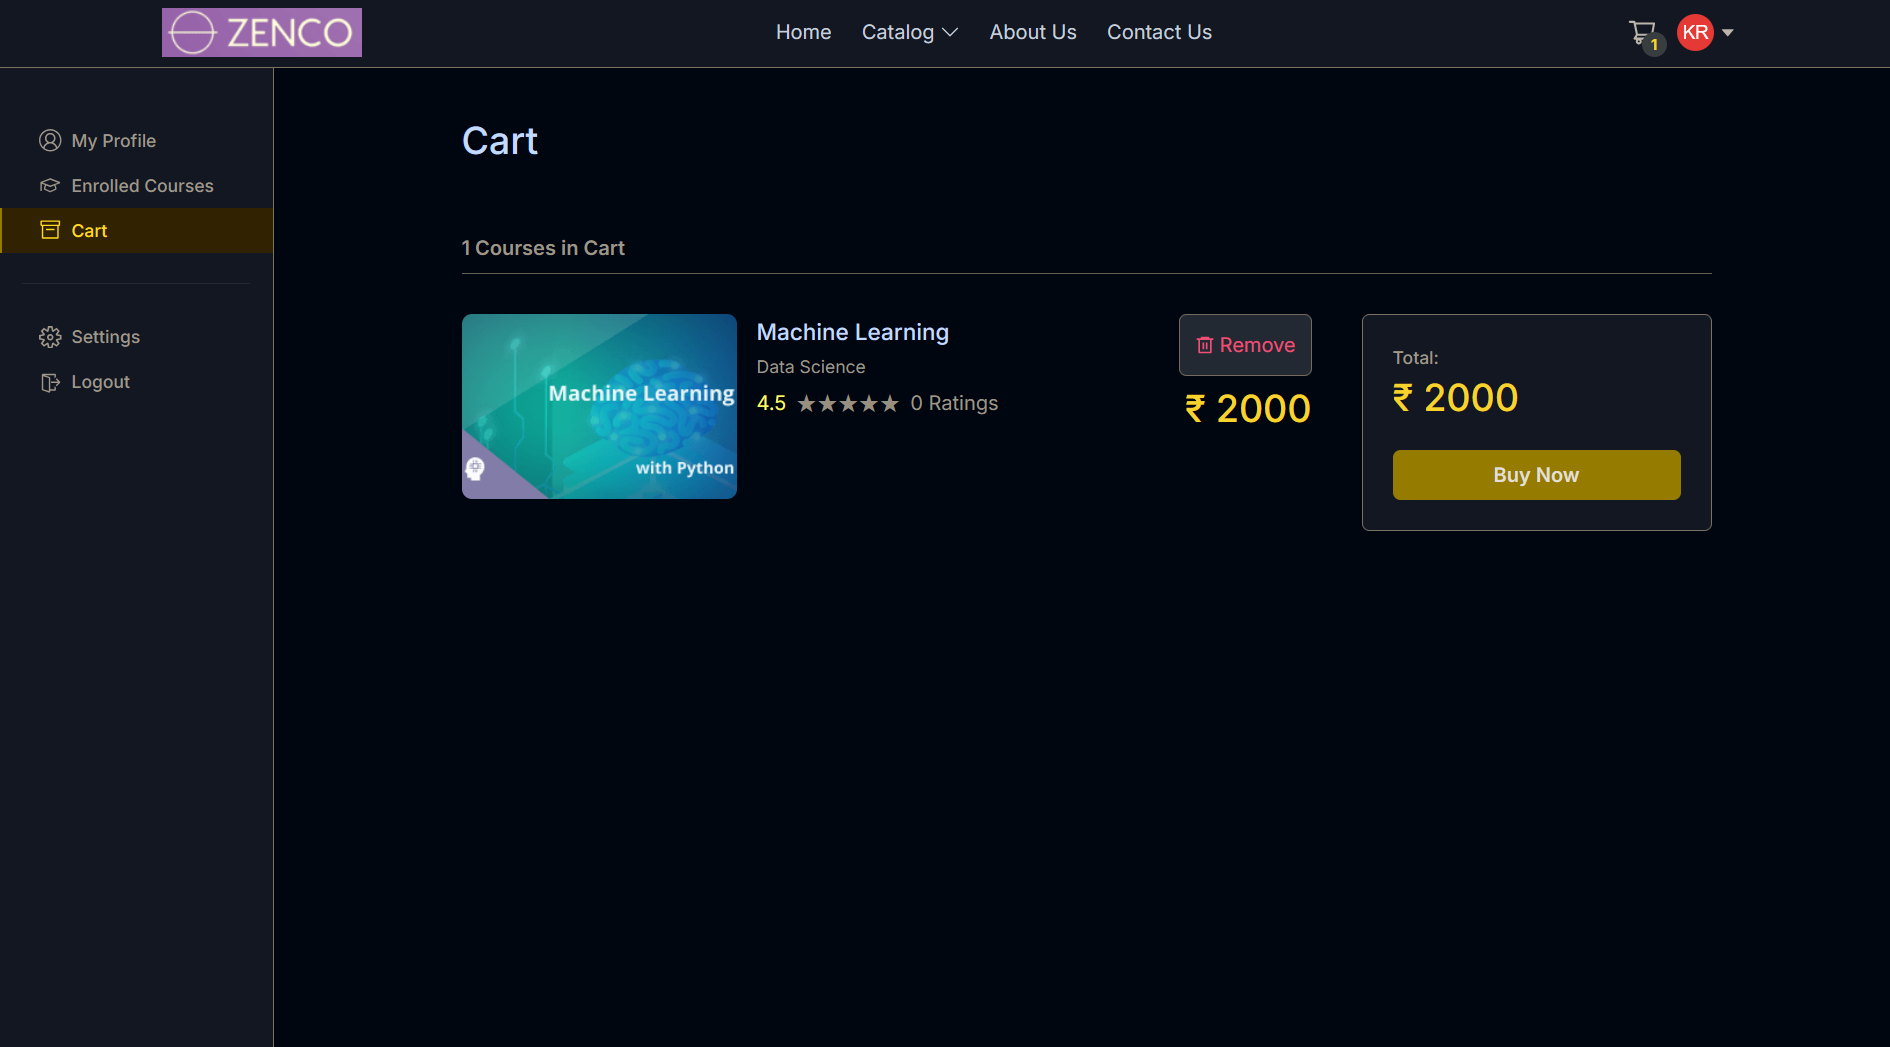 ZENCO
Home Catalog About Us Contact Us
1
KR
My Profile
Enrolled Courses
Cart
Settings
Logout
Cart
1 Courses in Cart
Machine Learning
with Python
Machine Learning
Data Science
4.5 ★★★★★ 0 Ratings
Remove
₹ 2000
Total:
₹ 2000
Buy Now